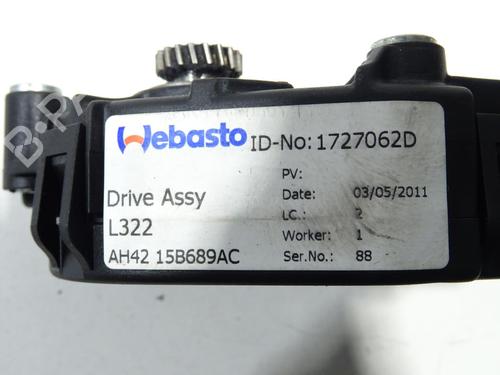 Webasto ID-No: 1727062D
Drive Assy
L322
AH42 15B689AC
PV:
Date: 03/05/2011
LC.: 2
Worker: 1
Ser.No.: 88